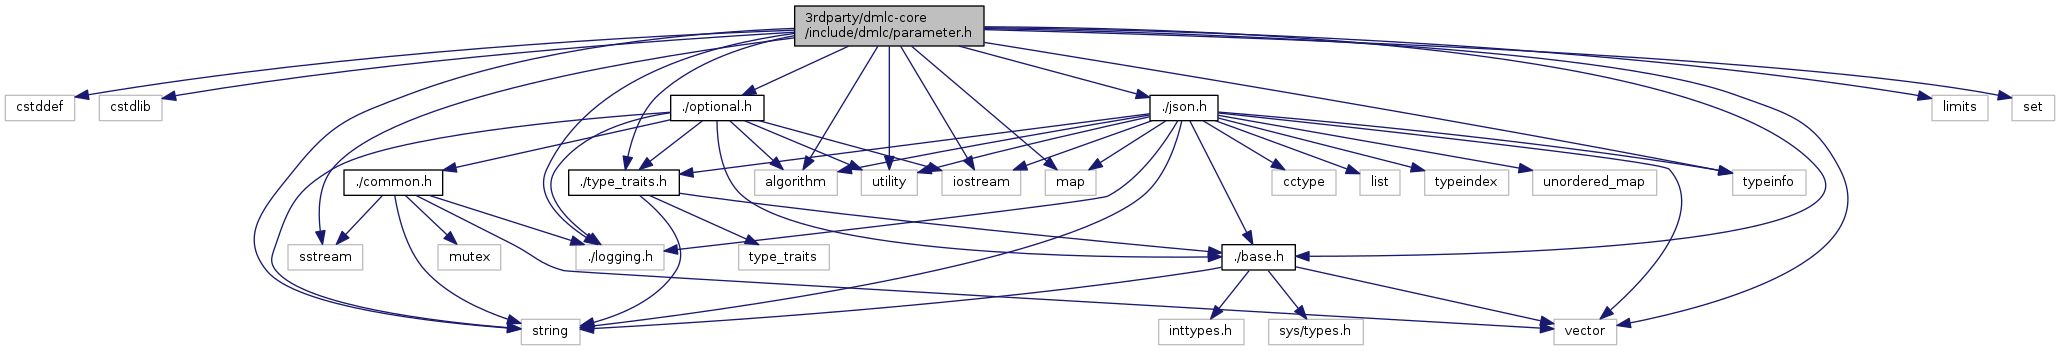 3rdparty/dmlc-core
/include/dmlc/parameter.h
cstddef
cstdlib
./optional.h
./json.h
limits
set
./common.h
./type_traits.h
algorithm
utility
iostream
map
cctype
list
typeindex
unordered_map
typeinfo
sstream
mutex
./logging.h
type_traits
./base.h
string
inttypes.h
sys/types.h
vector